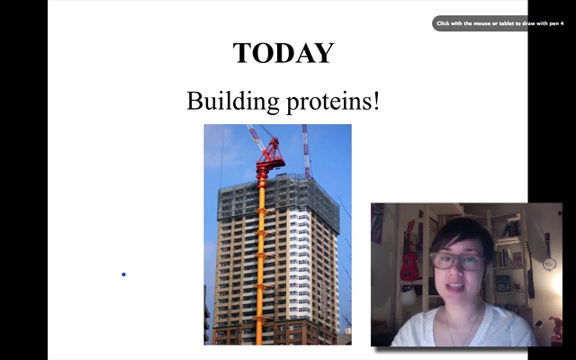 Click with the mouse or tablet to draw with pen 4
TODAY
Building proteins!